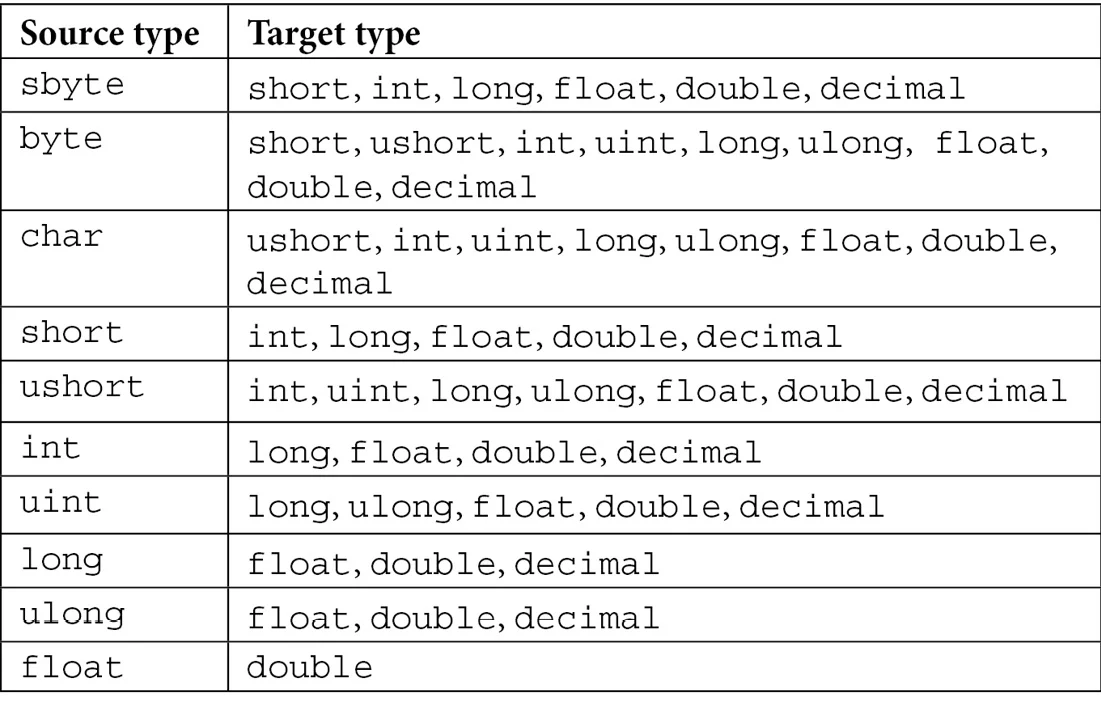 Source type Target type
sbyte short, int, long, float, double, decimal
byte short, ushort, int, uint, long, ulong, float,
double, decimal
char ushort, int, uint, long, ulong, float, double,
decimal
short int, long, float, double, decimal
ushort int, uint, long, ulong, float, double, decimal
int long, float, double, decimal
uint long, ulong, float, double, decimal
long float, double, decimal
ulong float, double, decimal
float double